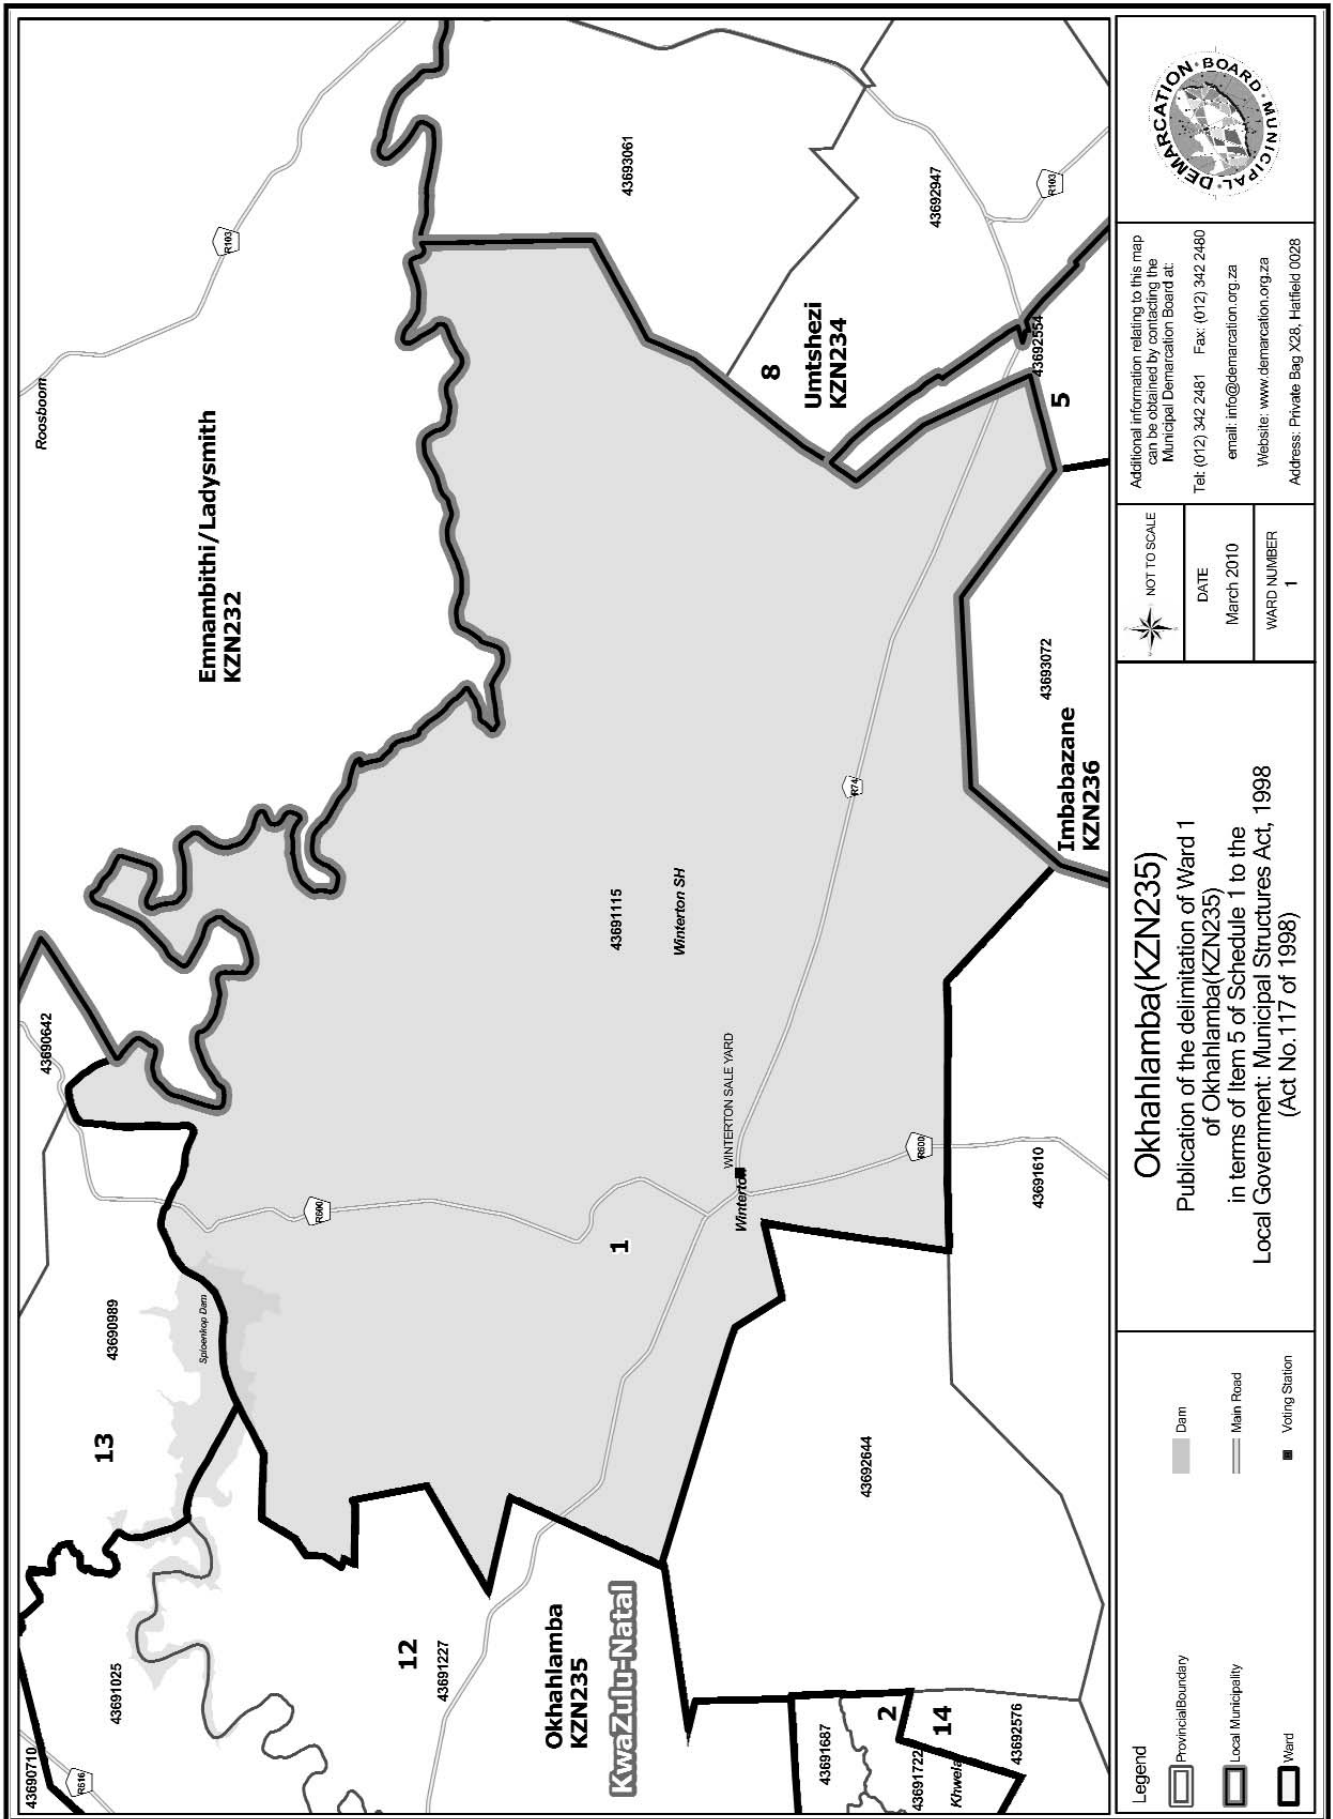 Roosboom
R103
Emnambithi/Ladysmith
KZN232
43690642
43693061
43692947
R103
8
Umtshezi
KZN234
43692554
5
43693072
Imbabazane
KZN236
R74
43691115
Winterton SH
WINTERTON SALE YARD
Winterton
R600
43691610
R600
1
43690989
Spioenkop Dam
13
43692644
12
43691227
43691025
43690710
R616
Okhahlamba
KZN235
KwaZulu-Natal
43691687
2
14
43691722
Khwela
43692576
Legend
ProvincialBoundary
Local Municipality
Ward
Dam
Main Road
Voting Station
Okhahlamba(KZN235)
Publication of the delimitation of Ward 1
of Okhahlamba(KZN235)
in terms of Item 5 of Schedule 1 to the
Local Government: Municipal Structures Act, 1998
(Act No.117 of 1998)
NOT TO SCALE
DATE
March 2010
WARD NUMBER
1
Additional information relating to this map
can be obtained by contacting the
Municipal Demarcation Board at:
Tel: (012) 342 2481 Fax: (012) 342 2480
email: info@demarcation.org.za
Website: www.demarcation.org.za
Address: Private Bag X28, Hatfield 0028
MUNICIPAL DEMARCATION BOARD